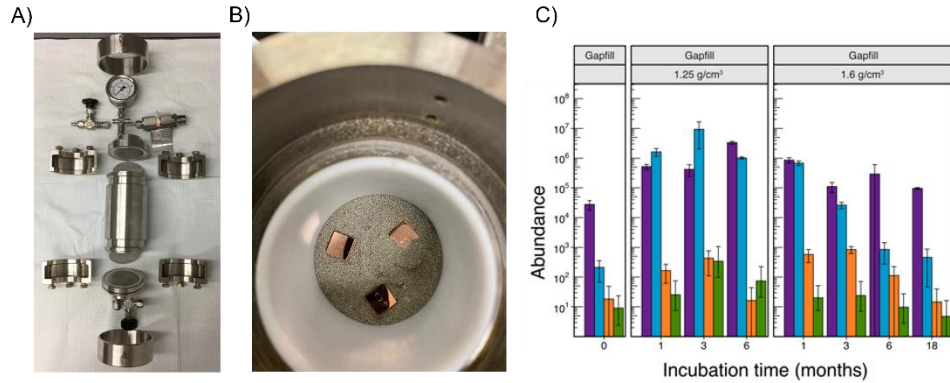 A)
B)
C)
Gapfill
Gapfill
Gapfill
1.25 g/cm³
1.6 g/cm³
Abundance
10⁸
10⁷
10⁶
10⁵
10⁴
10³
10²
10¹
0
1
3
6
1
3
6
18
Incubation time (months)